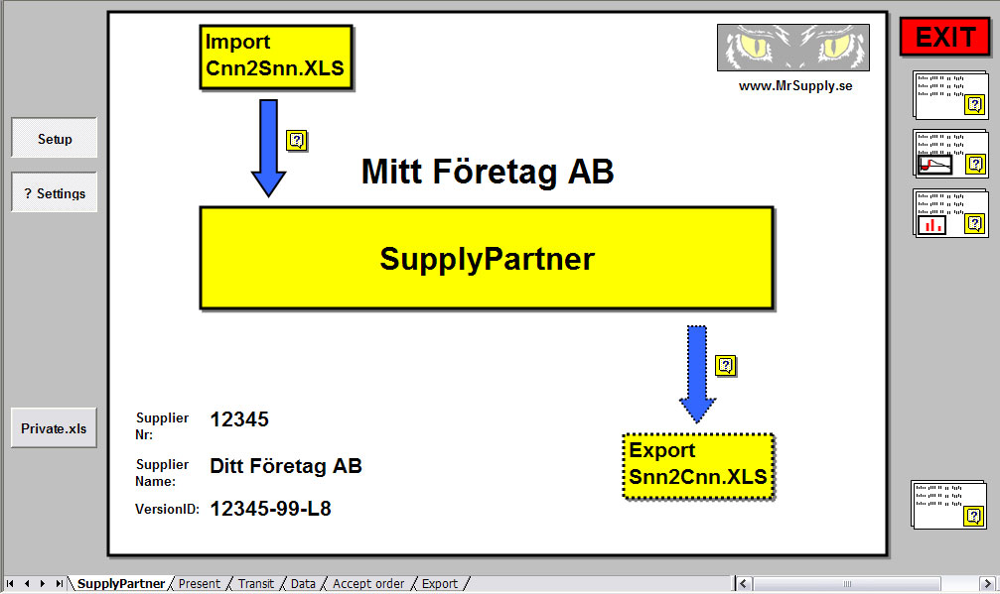 Import
Cnn2Snn.XLS
www.MrSupply.se
EXIT
?
?
?
?
Setup
? Settings
Mitt Företag AB
SupplyPartner
?
Private.xls
Supplier Nr: 12345
Supplier Name: Ditt Företag AB
VersionID: 12345-99-L8
Export
Snn2Cnn.XLS
?
SupplyPartner Present Transit Data Accept order Export